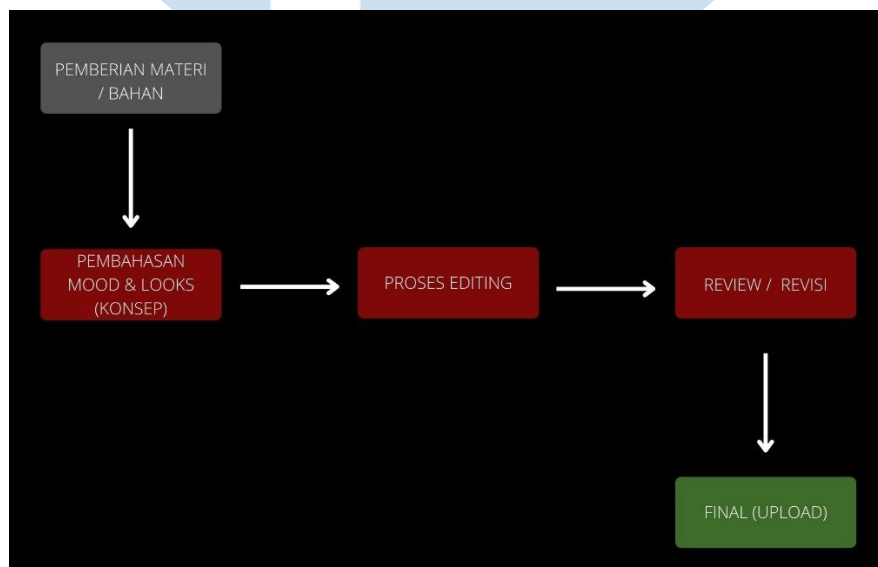 PEMBERIAN MATERI
/ BAHAN
PEMBAHASAN
MOOD & LOOKS
(KONSEP)
PROSES EDITING
REVIEW / REVISI
FINAL (UPLOAD)